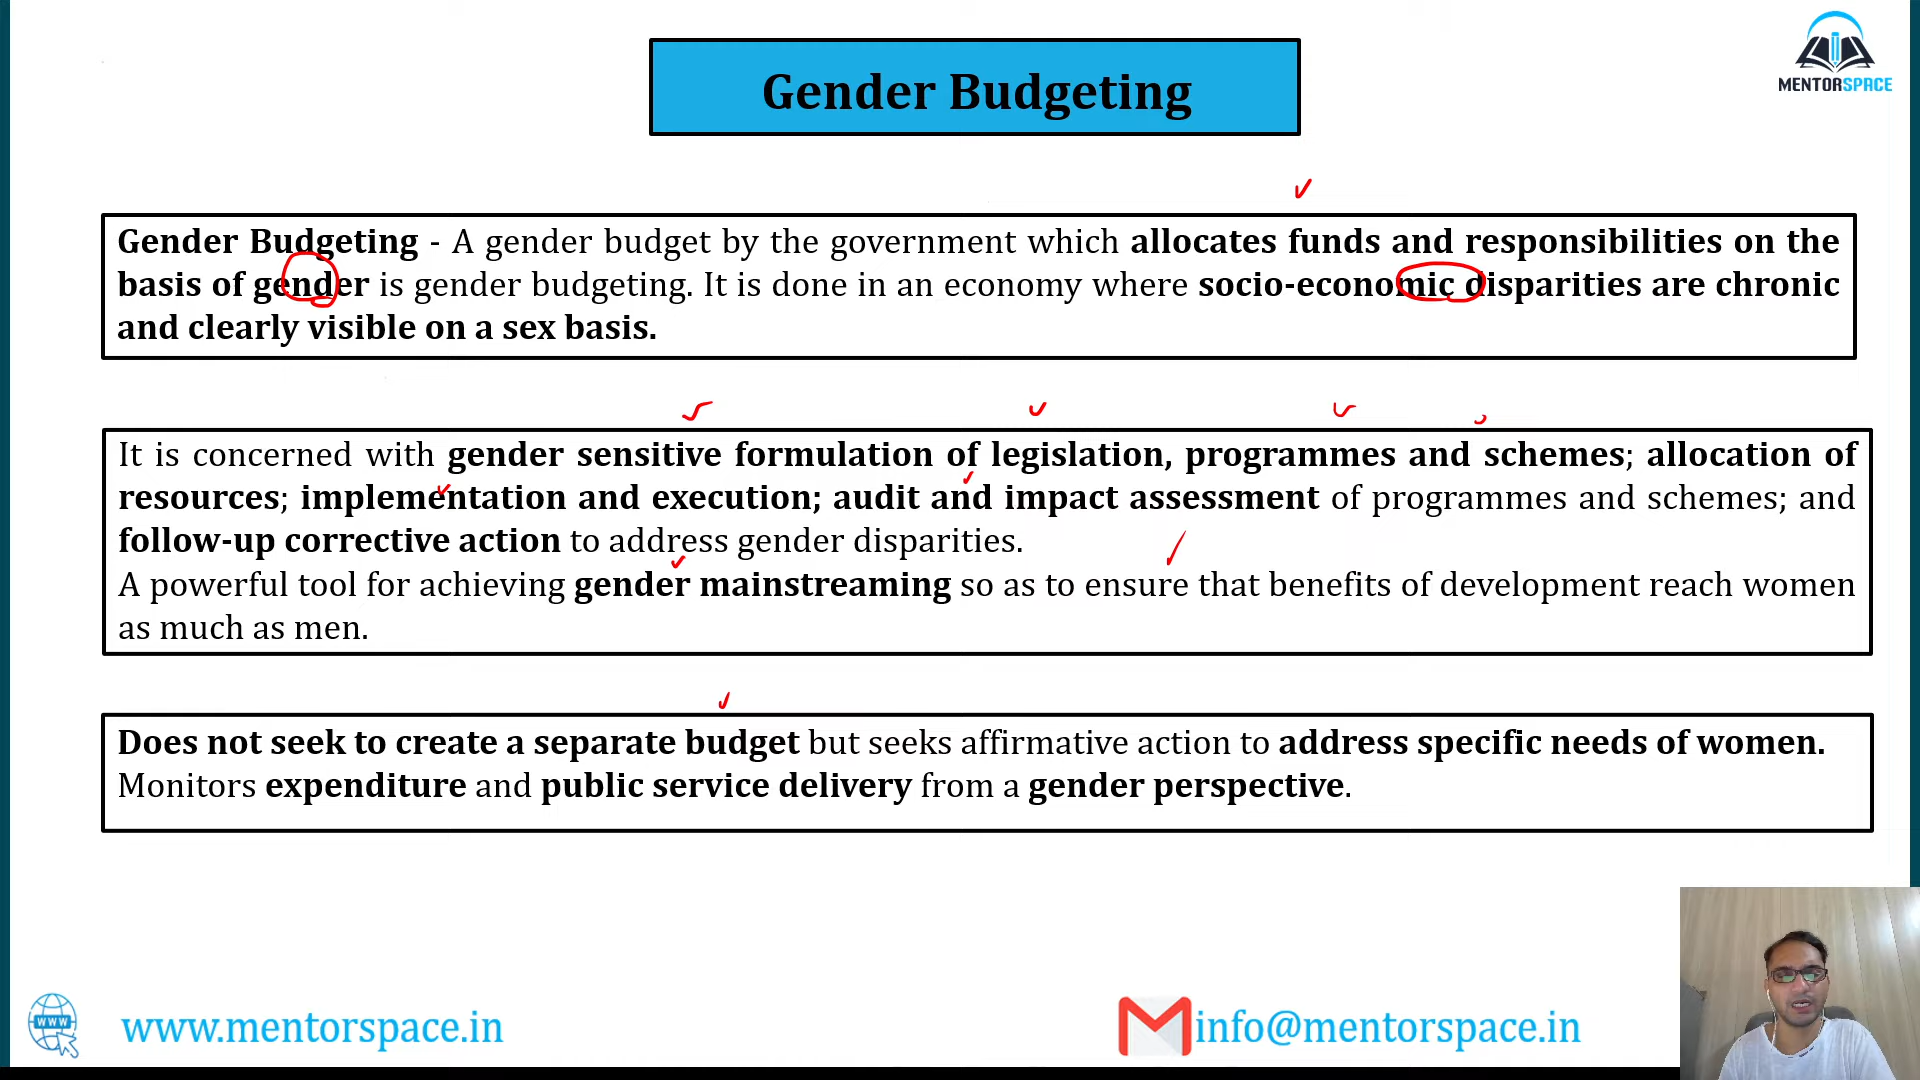 MENTORSPACE
Gender Budgeting
Gender Budgeting - A gender budget by the government which allocates funds and responsibilities on the
basis of gender is gender budgeting. It is done in an economy where socio-economic disparities are chronic
and clearly visible on a sex basis.
It is concerned with gender sensitive formulation of legislation, programmes and schemes; allocation of
resources; implementation and execution; audit and impact assessment of programmes and schemes; and
follow-up corrective action to address gender disparities.
A powerful tool for achieving gender mainstreaming so as to ensure that benefits of development reach women
as much as men.
Does not seek to create a separate budget but seeks affirmative action to address specific needs of women.
Monitors expenditure and public service delivery from a gender perspective.
WWW
www.mentorspace.in
info@mentorspace.in